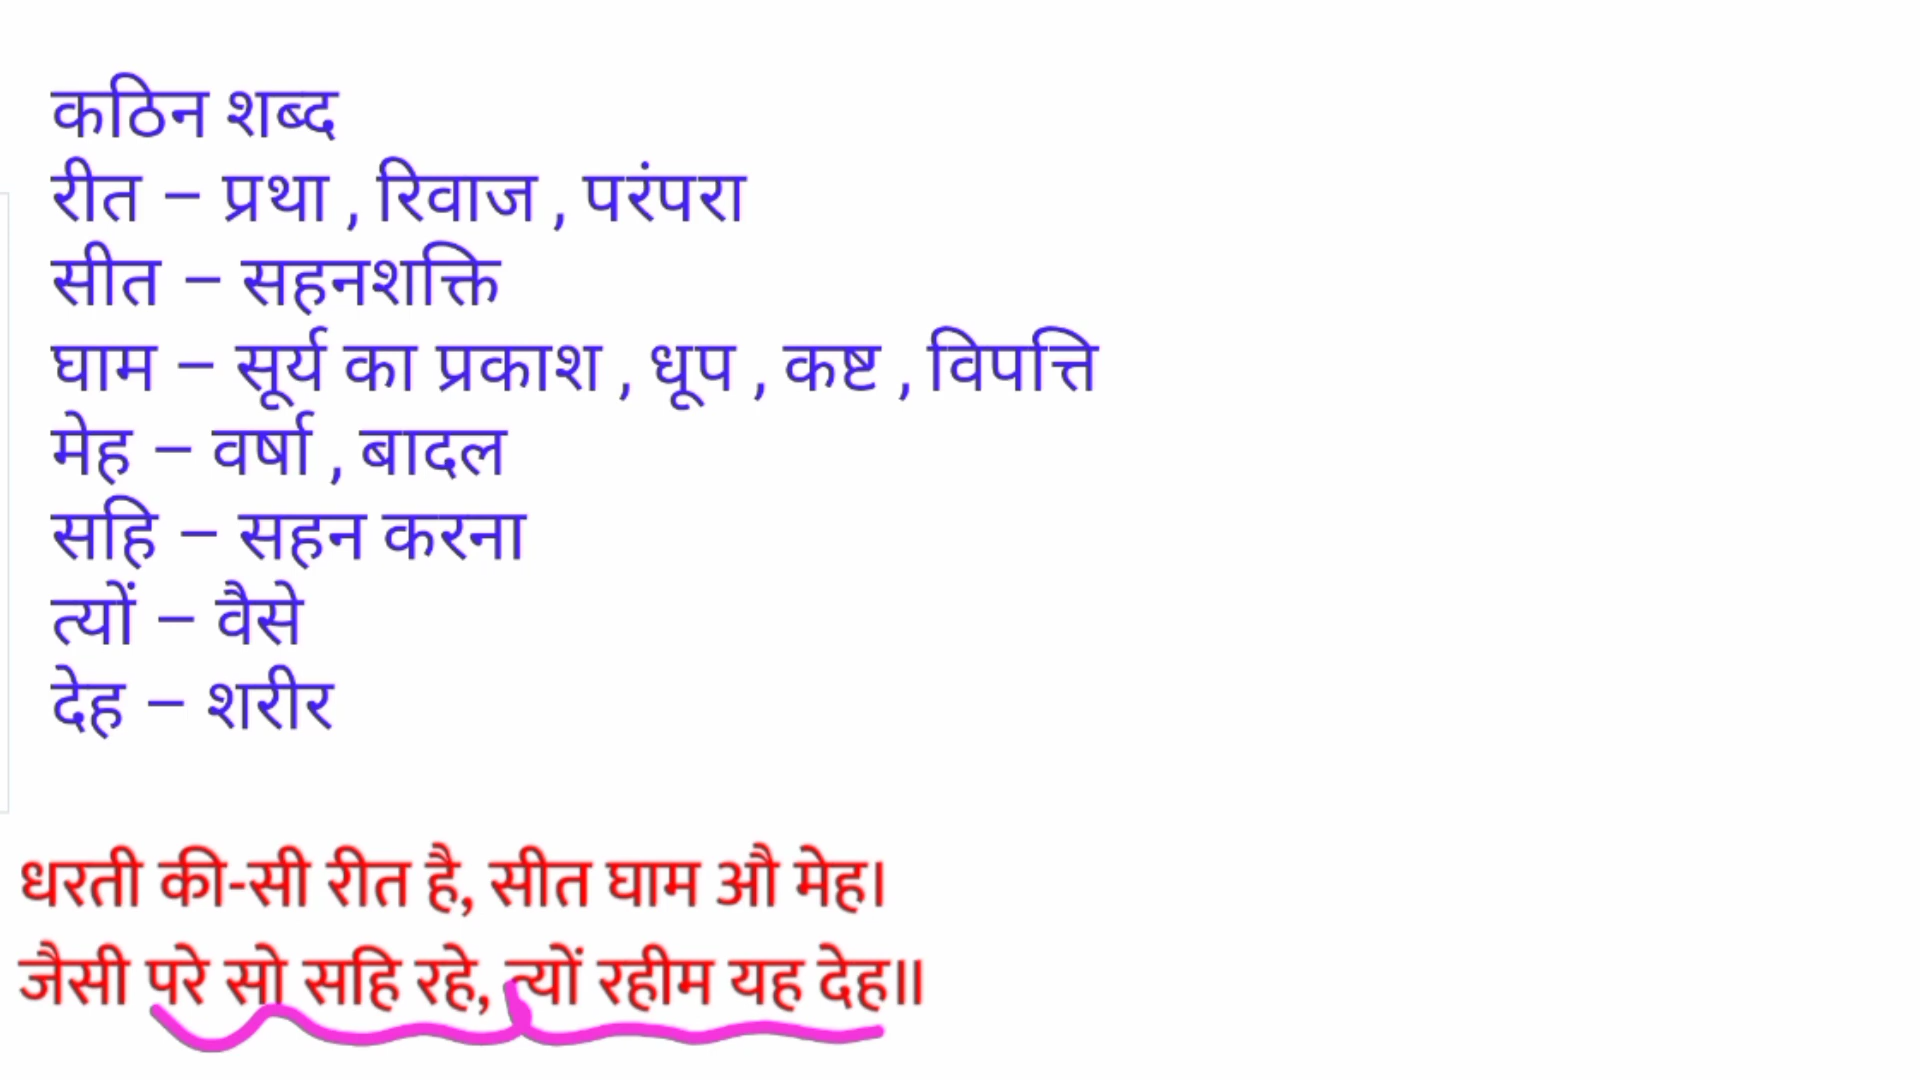 कठिन शब्द
रीत – प्रथा , रिवाज , परंपरा
सीत – सहनशक्ति
घाम – सूर्य का प्रकाश , धूप , कष्ट , विपत्ति
मेह – वर्षा , बादल
सहि – सहन करना
त्यों – वैसे
देह – शरीर
धरती की-सी रीत है, सीत घाम औ मेह।
जैसी परे सो सहि रहे, त्यों रहीम यह देह॥